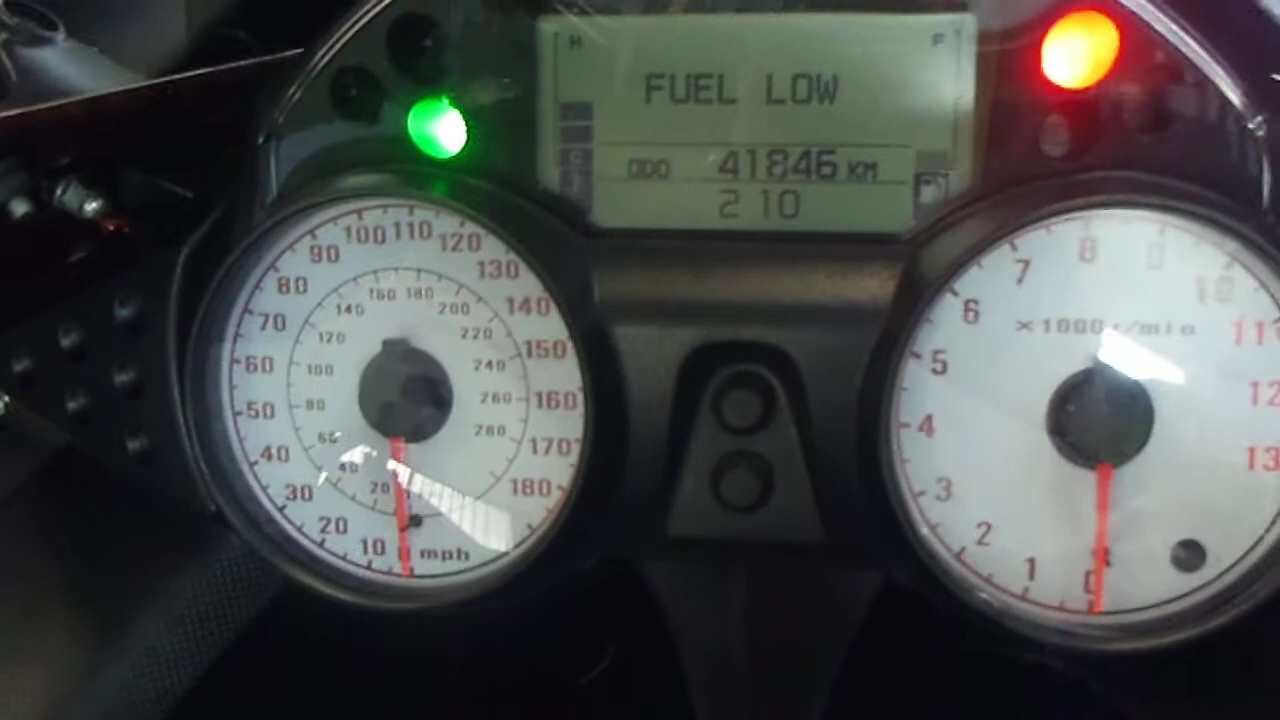 H F
FUEL LOW
ODO 41846 KM
210
0 10 20 30 40 50 60 70 80 90 100 110 120 130 140 150 160 170 180
mph
20 40 60 80 100 120 140 160 180 200 220 240 260 280
0 1 2 3 4 5 6 7 8 9 10 11 12 13
×1000 r/min